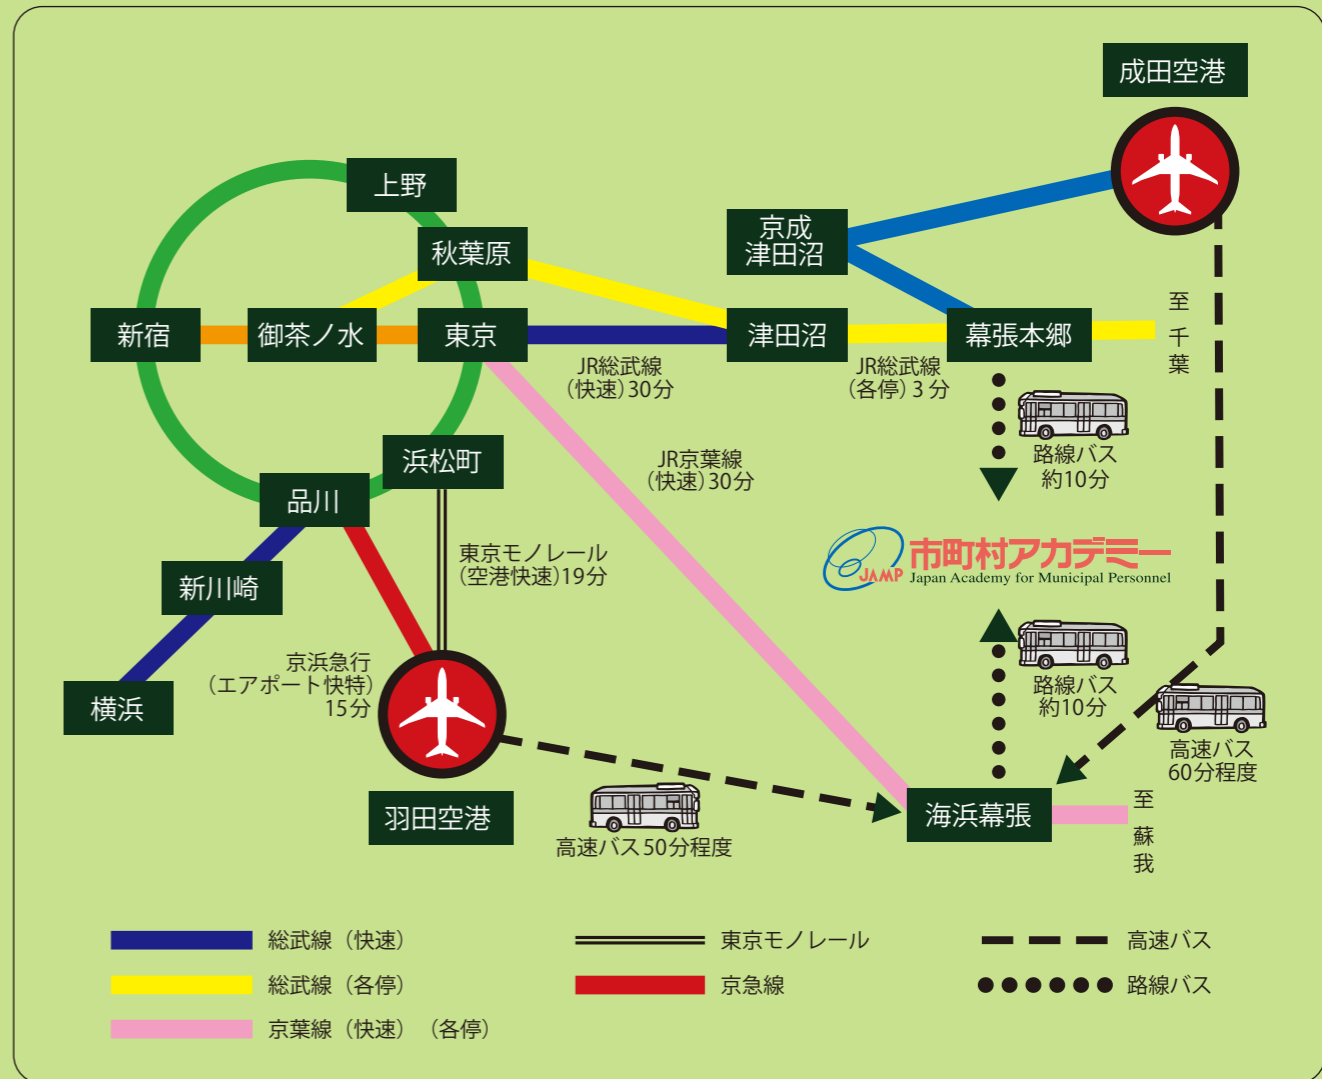 成田空港
上野
京成
津田沼
秋葉原
新宿
御茶ノ水
東京
津田沼
幕張本郷
至千葉
JR総武線
（快速）30分
JR総武線
（各停）3分
路線バス
約10分
浜松町
JR京葉線
（快速）30分
品川
東京モノレール
（空港快速）19分
JAMP
市町村アカデミー
Japan Academy for Municipal Personnel
新川崎
京浜急行
（エアポート快特）
15分
横浜
路線バス
約10分
高速バス
60分程度
羽田空港
高速バス50分程度
海浜幕張
至蘇我
総武線（快速）
東京モノレール
高速バス
総武線（各停）
京急線
路線バス
京葉線（快速）（各停）